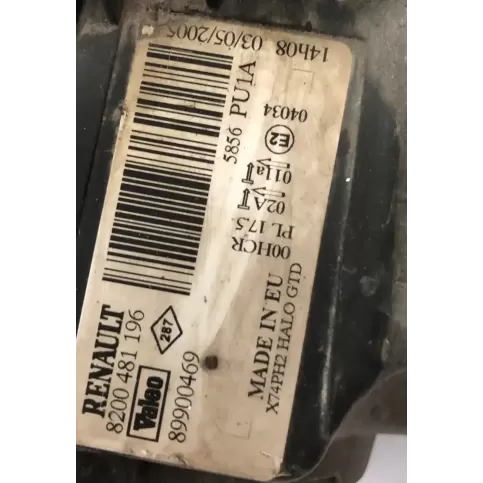 RENAULT
8200 481 196
Valeo
89900469
287
5856 PU1A
14h08 03/05/2005
04034
E2
011a
02A
PL 17.5
00HCR
MADE IN EU
X74PH2 HALO GTD